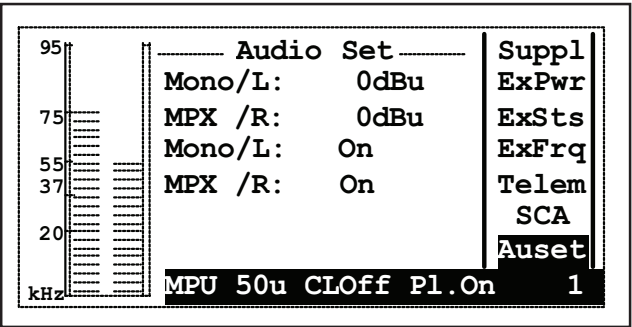 95
75
55
37
20
kHz
Audio Set
Mono/L: 0dBu
MPX /R: 0dBu
Mono/L: On
MPX /R: On
Suppl
ExPwr
ExSts
ExFrq
Telem
SCA
Auset
MPU 50u CLOff Pl.On 1